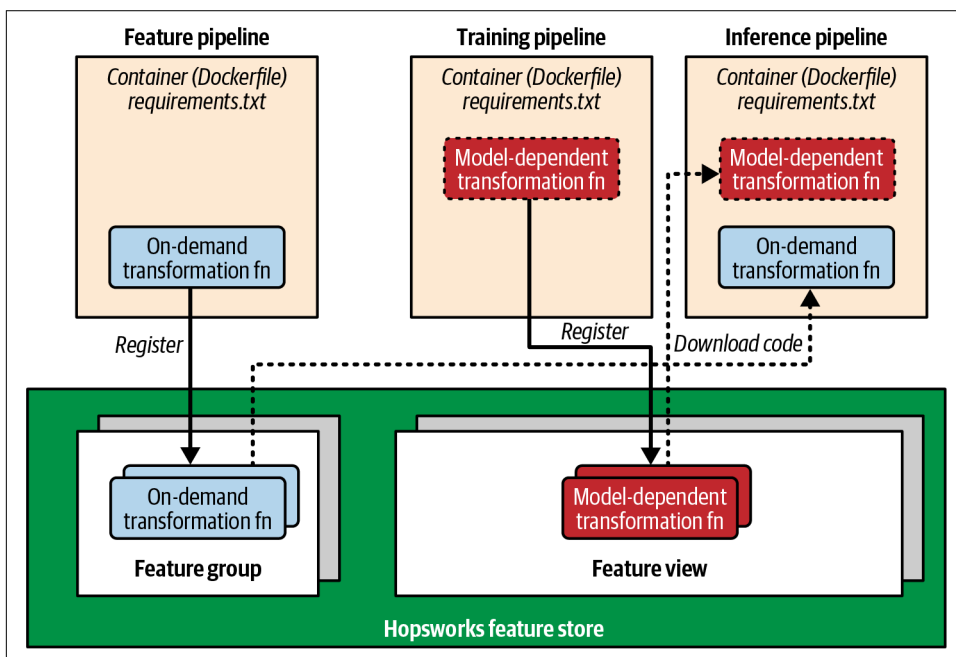 Feature pipeline
Container (Dockerfile)
requirements.txt
On-demand
transformation fn
Training pipeline
Container (Dockerfile)
requirements.txt
Model-dependent
transformation fn
Inference pipeline
Container (Dockerfile)
requirements.txt
Model-dependent
transformation fn
On-demand
transformation fn
Register
Register
Download code
On-demand
transformation fn
Feature group
Model-dependent
transformation fn
Feature view
Hopsworks feature store